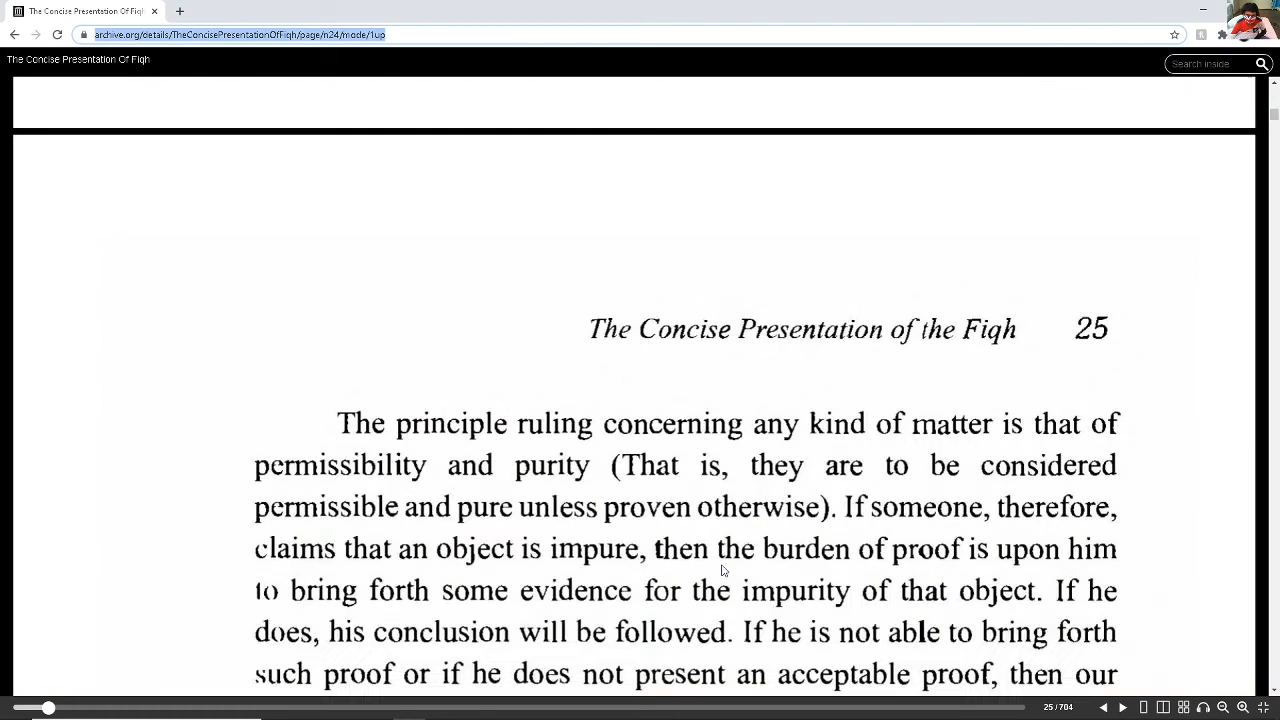 The Concise Presentation Of Fiqh
archive.org/details/TheConcisePresentationOfFiqh/page/n24/mode/1up
The Concise Presentation Of Fiqh
Search inside
The Concise Presentation of the Fiqh 25
The principle ruling concerning any kind of matter is that of
permissibility and purity (That is, they are to be considered
permissible and pure unless proven otherwise). If someone, therefore,
claims that an object is impure, then the burden of proof is upon him
to bring forth some evidence for the impurity of that object. If he
does, his conclusion will be followed. If he is not able to bring forth
such proof or if he does not present an acceptable proof, then our
25 / 704